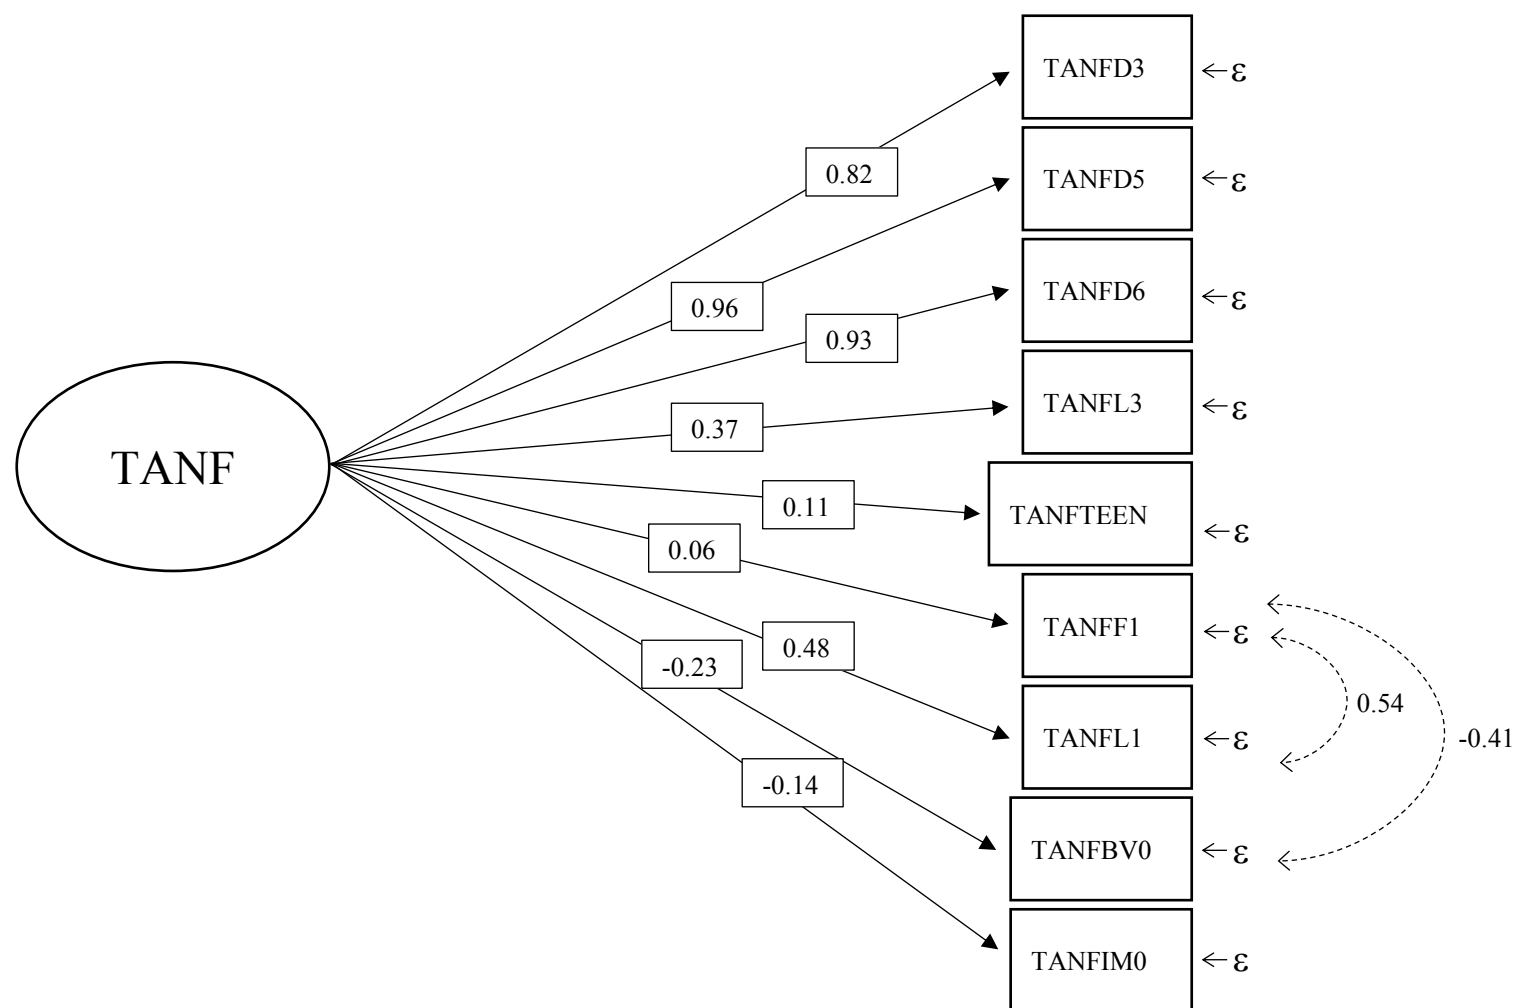 TANF
0.82
0.96
0.93
0.37
0.11
0.06
0.48
-0.23
-0.14
TANFD3
←ε
TANFD5
←ε
TANFD6
←ε
TANFL3
←ε
TANFTEEN
←ε
TANFF1
←ε
TANFL1
←ε
TANFBV0
←ε
TANFIM0
←ε
0.54
-0.41